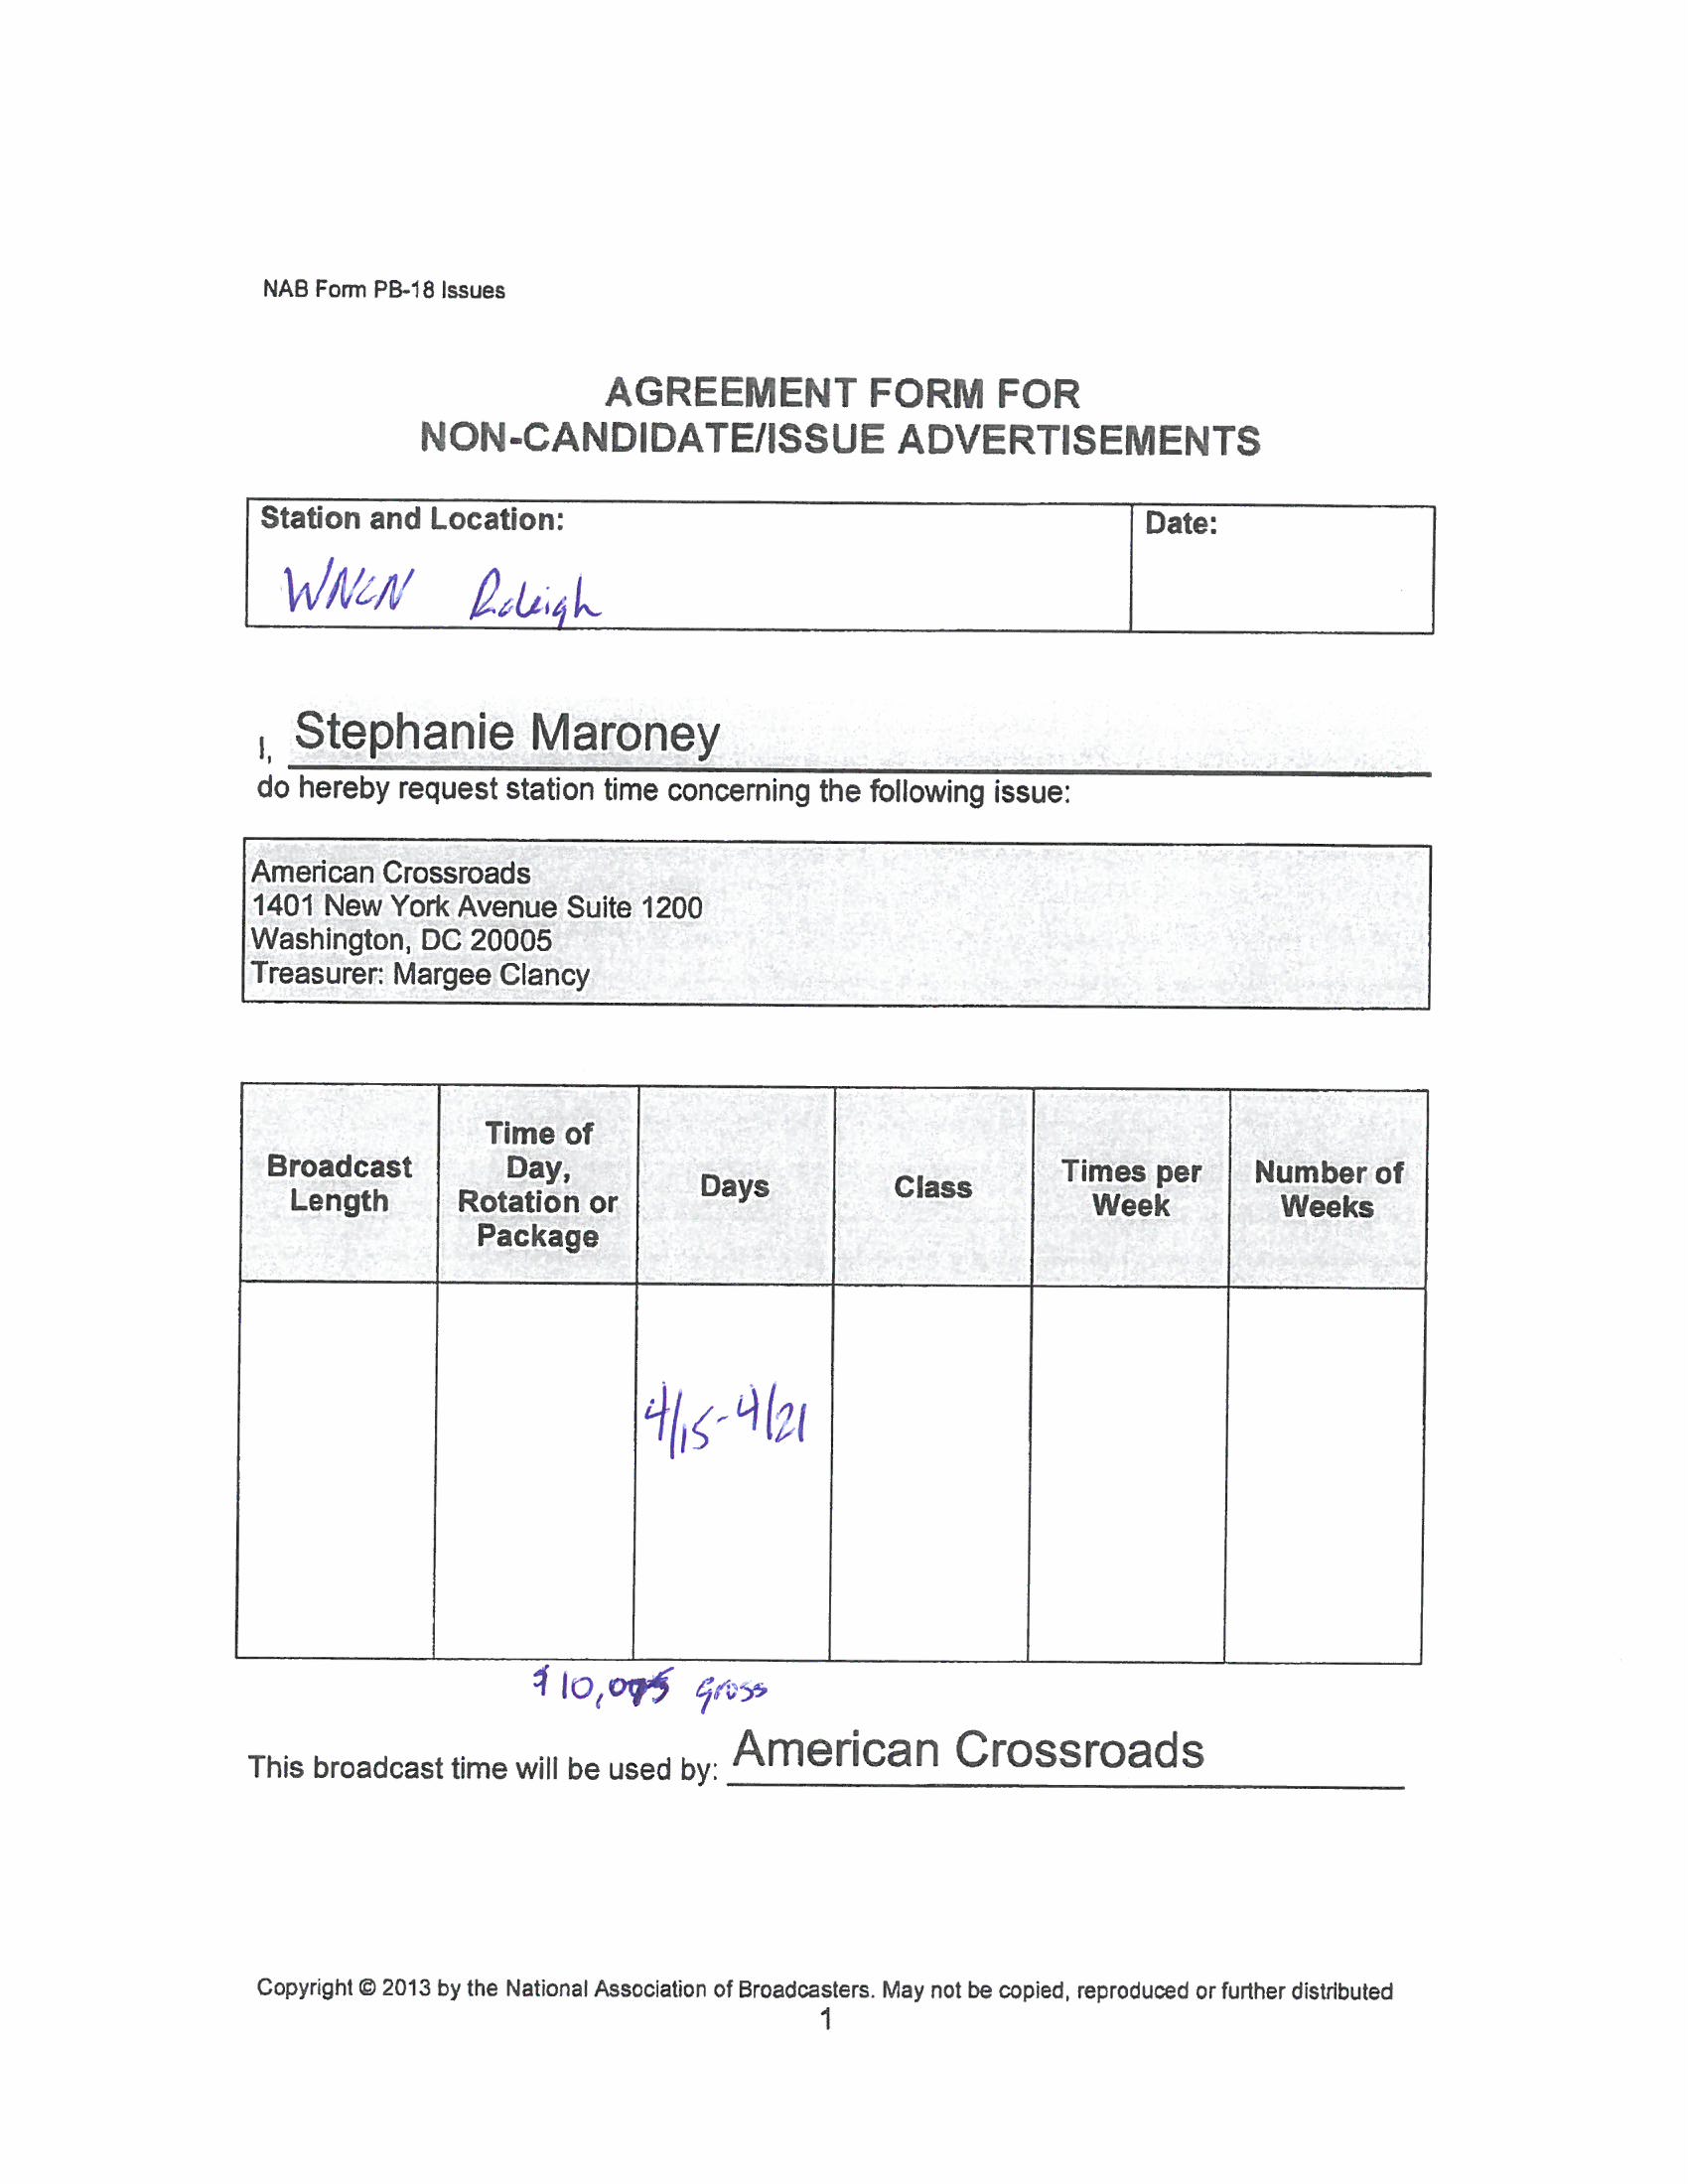 NAB Form PB-18 Issues
AGREEMENT FORM FOR
NON-CANDIDATE/ISSUE ADVERTISEMENTS
Station and Location:
Date:
WNCN Raleigh
I, Stephanie Maroney
do hereby request station time concerning the following issue:
American Crossroads
1401 New York Avenue Suite 1200
Washington, DC 20005
Treasurer: Margee Clancy
Broadcast
Length
Time of
Day,
Rotation or
Package
Days
Class
Times per
Week
Number of
Weeks
4/15-4/21
gross
This broadcast time will be used by: American Crossroads
Copyright © 2013 by the National Association of Broadcasters. May not be copied, reproduced or further distributed
1